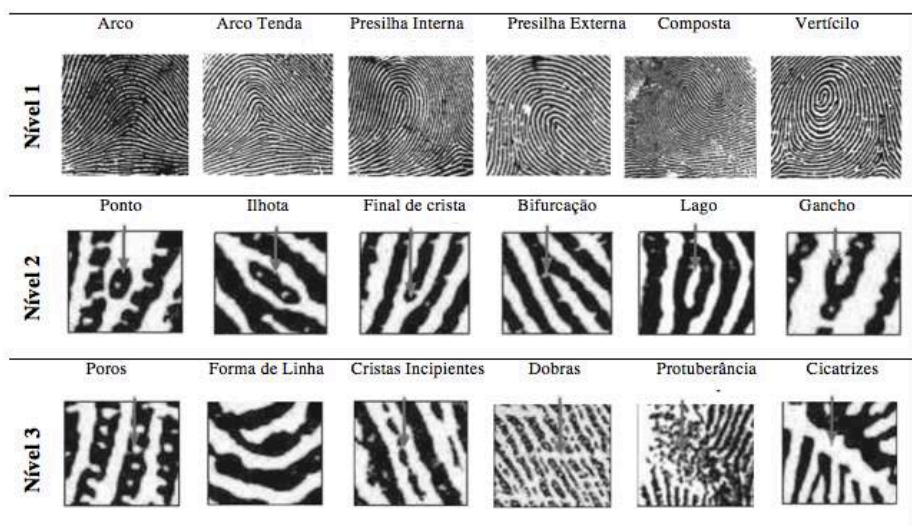 Arco Arco Tenda Presilha Interna Presilha Externa Composta Vertícilo
Nível 1
Ponto Ilhota Final de crista Bifurcação Lago Gancho
Nível 2
Poros Forma de Linha Cristas Incipientes Dobras Protuberância Cicatrizes
Nível 3